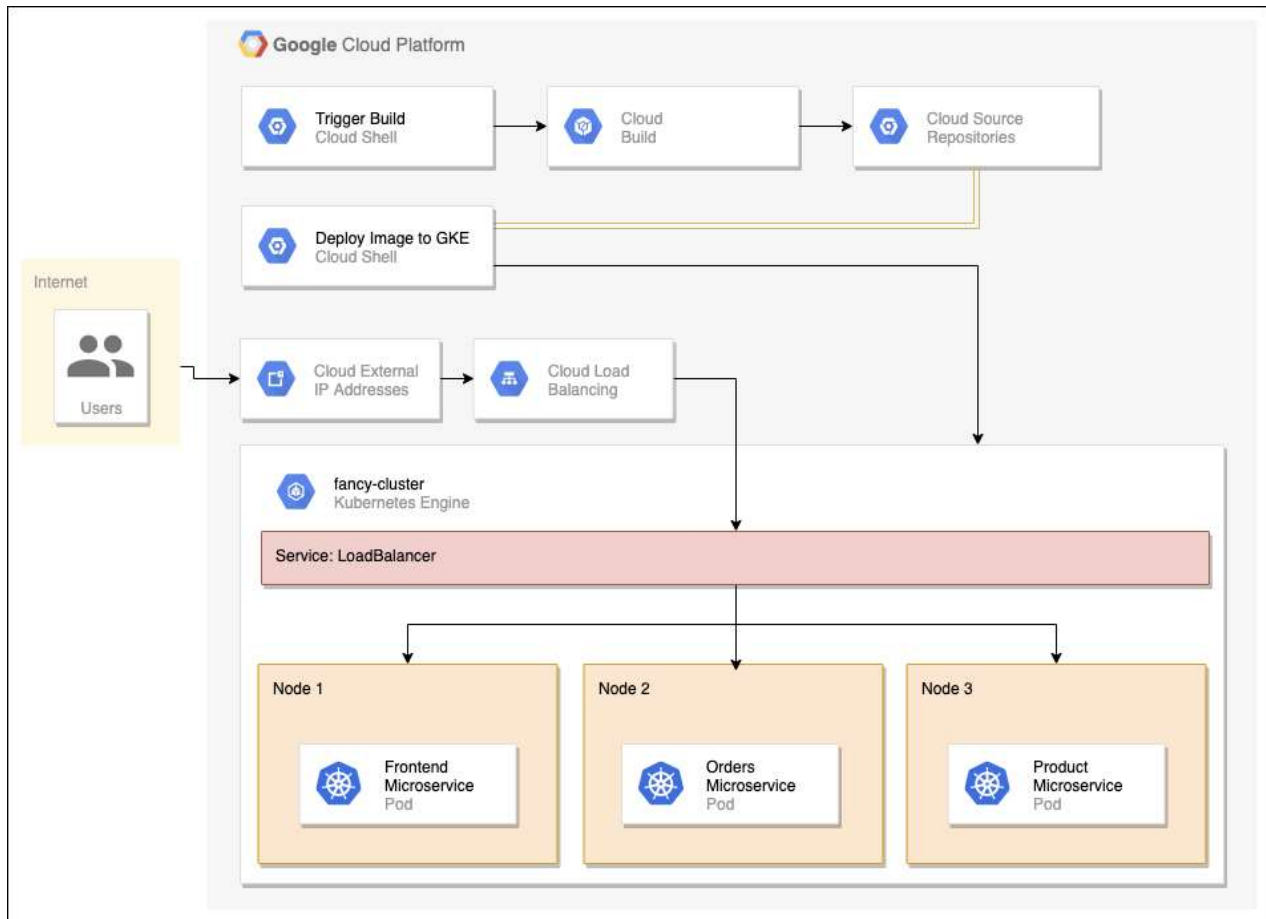 Google Cloud Platform
Trigger Build
Cloud Shell
Cloud
Build
Cloud Source
Repositories
Deploy Image to GKE
Cloud Shell
Internet
Users
Cloud External
IP Addresses
Cloud Load
Balancing
fancy-cluster
Kubernetes Engine
Service: LoadBalancer
Node 1
Node 2
Node 3
Frontend
Microservice
Pod
Orders
Microservice
Pod
Product
Microservice
Pod